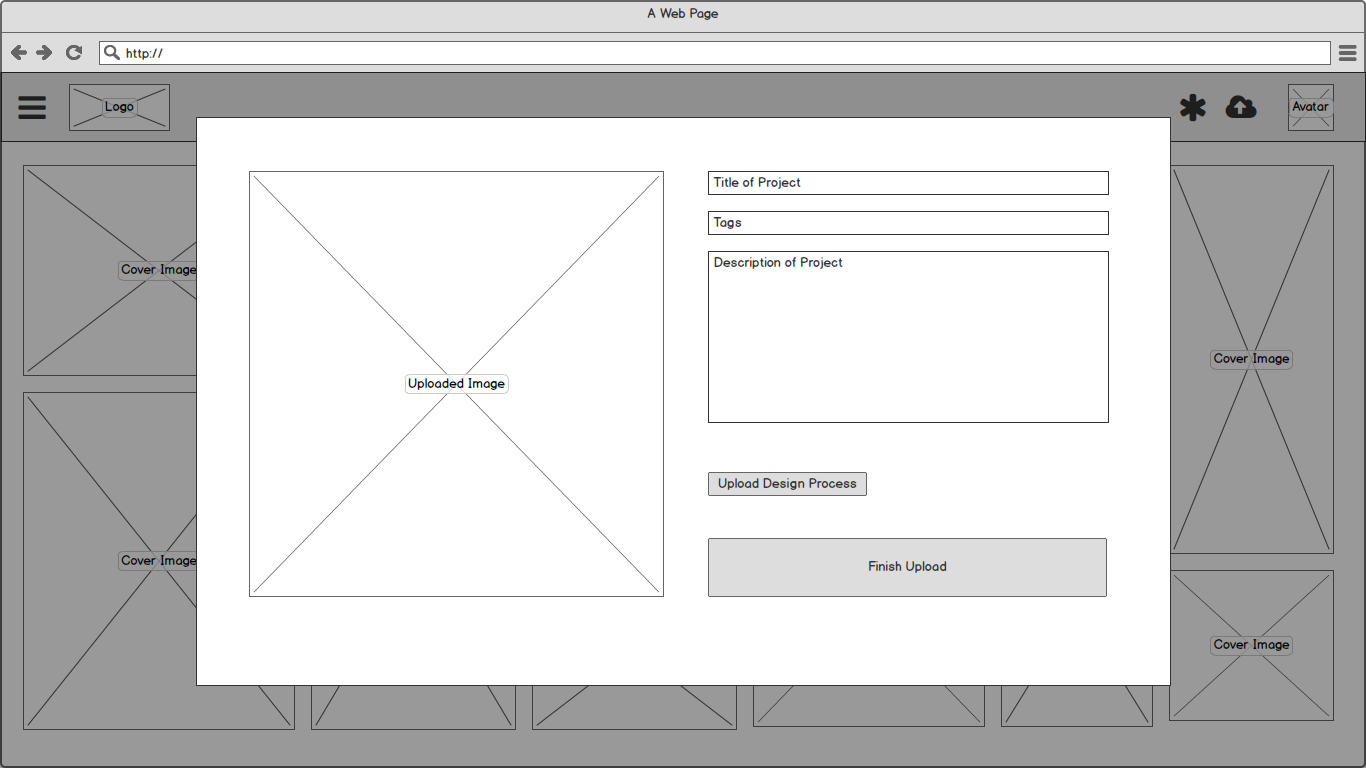 A Web Page
http://
Logo
Avatar
Cover Image
Title of Project
Tags
Description of Project
Cover Image
Uploaded Image
Upload Design Process
Cover Image
Finish Upload
Cover Image